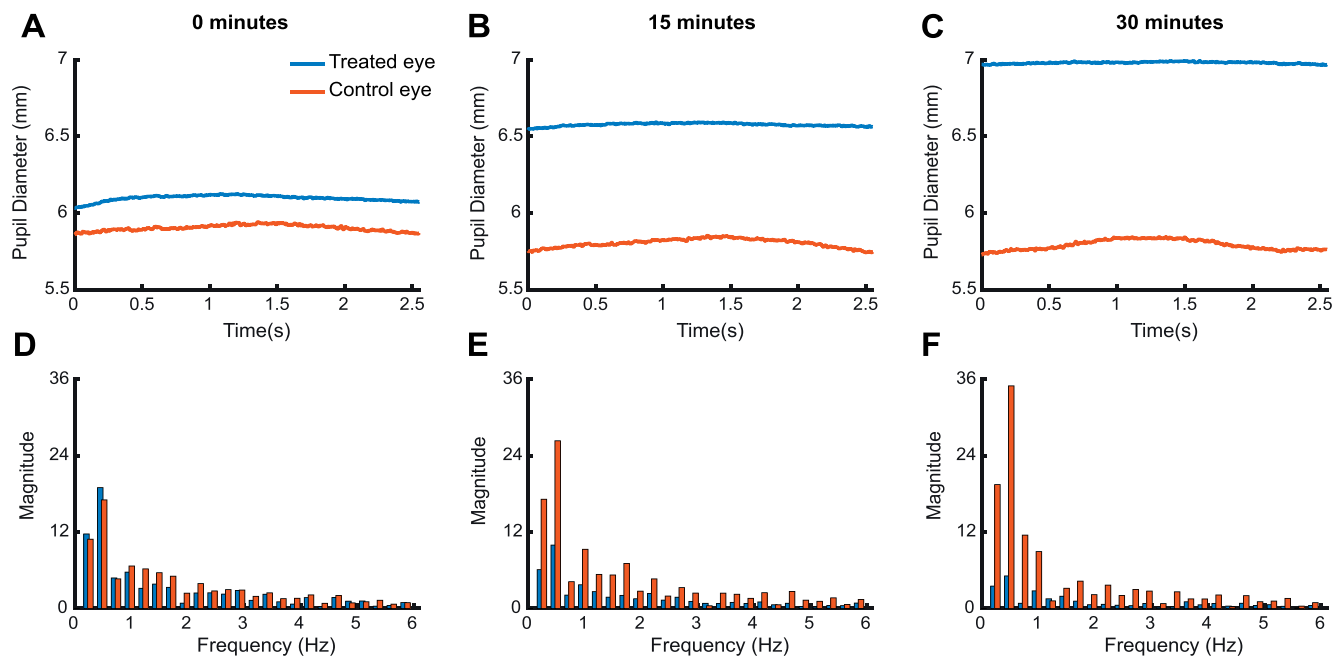 A
0 minutes
B
15 minutes
C
30 minutes
Treated eye
Control eye
Pupil Diameter (mm)
7
6.5
6
5.5
0
0.5
1
1.5
2
2.5
Time(s)
Pupil Diameter (mm)
7
6.5
6
5.5
0
0.5
1
1.5
2
2.5
Time(s)
Pupil Diameter (mm)
7
6.5
6
5.5
0
0.5
1
1.5
2
2.5
Time(s)
D
E
F
Magnitude
36
24
12
0
0
1
2
3
4
5
6
Frequency (Hz)
Magnitude
36
24
12
0
0
1
2
3
4
5
6
Frequency (Hz)
Magnitude
36
24
12
0
0
1
2
3
4
5
6
Frequency (Hz)